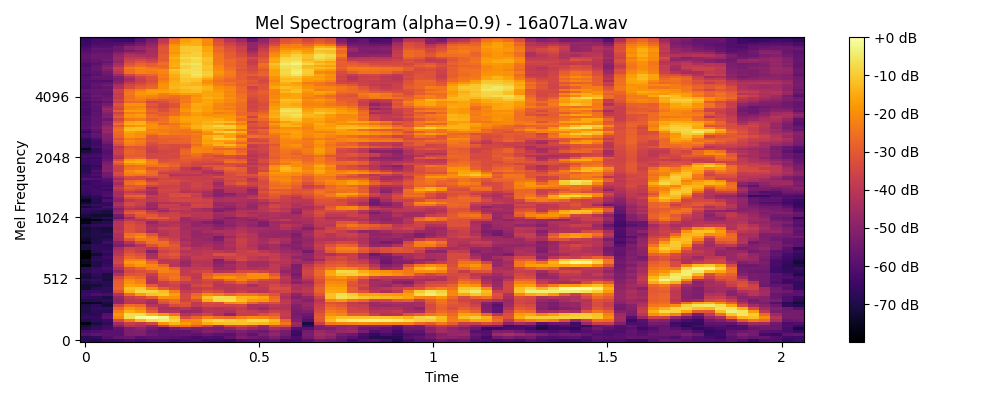 Mel Spectrogram (alpha=0.9) - 16a07La.wav
Mel Frequency
4096
2048
1024
512
0
0
0.5
1
1.5
2
Time
+0 dB
-10 dB
-20 dB
-30 dB
-40 dB
-50 dB
-60 dB
-70 dB